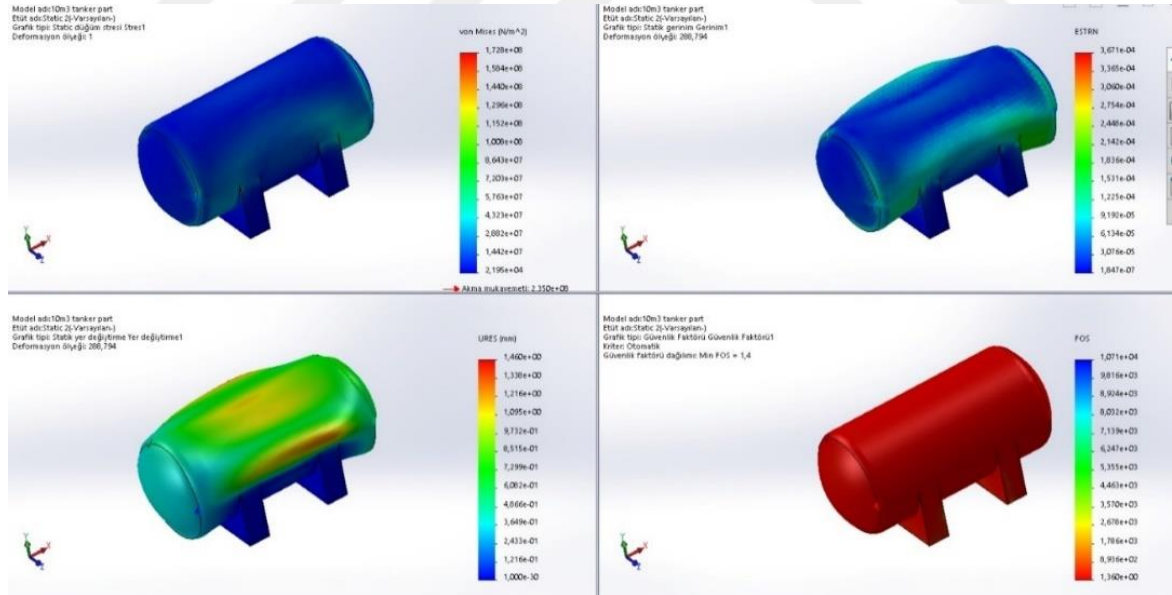 Model adı:10m3 tanker part
Etüt adı:Static 2(-Varsayılan-)
Grafik tipi: Static düğüm stresi Stres1
Deformasyon ölçeği: 1
von Mises (N/m^2)
1,728e+08
1,584e+08
1,440e+08
1,296e+08
1,152e+08
1,008e+08
8,643e+07
7,203e+07
5,763e+07
4,323e+07
2,882e+07
1,442e+07
2,195e+04
Akma mukavemeti: 2,350e+08
Model adı:10m3 tanker part
Etüt adı:Static 2(-Varsayılan-)
Grafik tipi: Statik gerinim Gerinim1
Deformasyon ölçeği: 288,794
ESTRN
3,671e-04
3,365e-04
3,060e-04
2,754e-04
2,448e-04
2,142e-04
1,836e-04
1,531e-04
1,225e-04
9,192e-05
6,134e-05
3,076e-05
1,847e-07
Model adı:10m3 tanker part
Etüt adı:Static 2(-Varsayılan-)
Grafik tipi: Statik yer değiştirme Yer değiştirme1
Deformasyon ölçeği: 288,794
URES (mm)
1,460e+00
1,338e+00
1,216e+00
1,095e+00
9,732e-01
8,515e-01
7,299e-01
6,082e-01
4,866e-01
3,649e-01
2,433e-01
1,216e-01
1,000e-30
Model adı:10m3 tanker part
Etüt adı:Static 2(-Varsayılan-)
Grafik tipi: Güvenlik Faktörü Güvenlik Faktörü1
Kriter: Otomatik
Güvenlik faktörü dağılımı: Min FOS = 1,4
FOS
1,071e+04
9,816e+03
8,924e+03
8,032e+03
7,139e+03
6,247e+03
5,355e+03
4,463e+03
3,570e+03
2,678e+03
1,786e+03
8,936e+02
1,360e+00